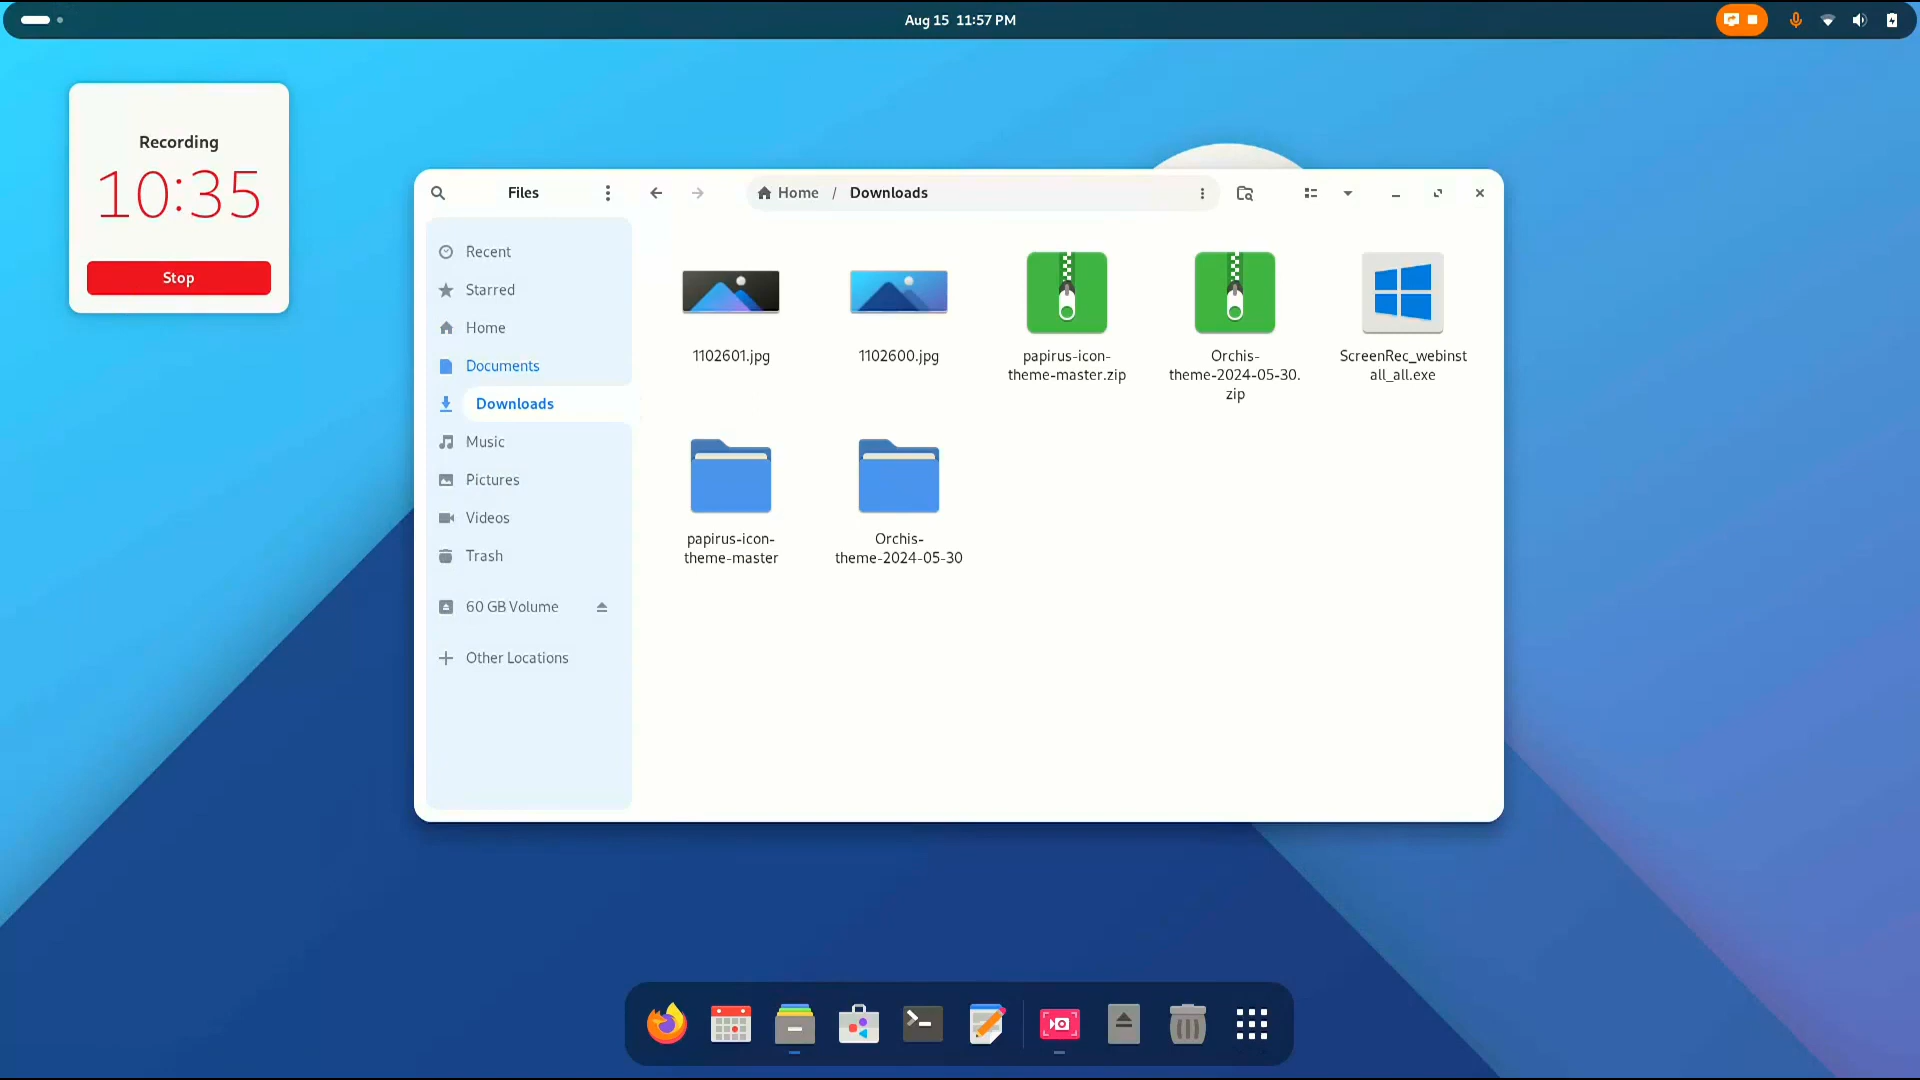 Aug 15 11:57 PM
Recording
10:35
Stop
Files
Home / Downloads
Recent
Starred
Home
Documents
Downloads
Music
Pictures
Videos
Trash
60 GB Volume
Other Locations
1102601.jpg
1102600.jpg
papirus-icon-
theme-master.zip
Orchis-
theme-2024-05-30.
zip
ScreenRec_webinst
all_all.exe
papirus-icon-
theme-master
Orchis-
theme-2024-05-30